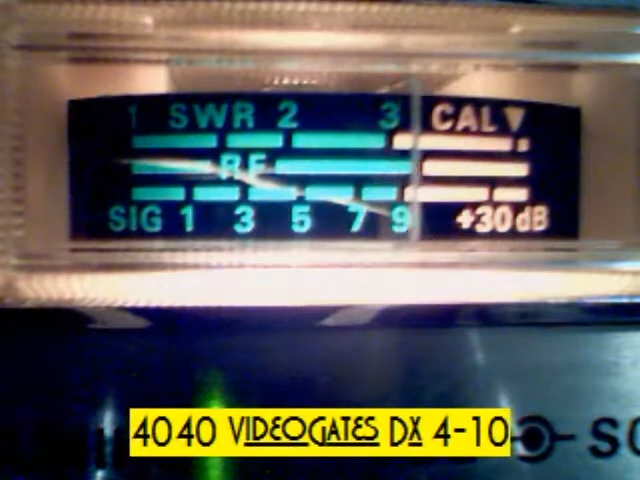 1 SWR 2 3 CAL ▼
RF
SIG 1 3 5 7 9 +30dB
4040 VIDEOGATES DX 4-10